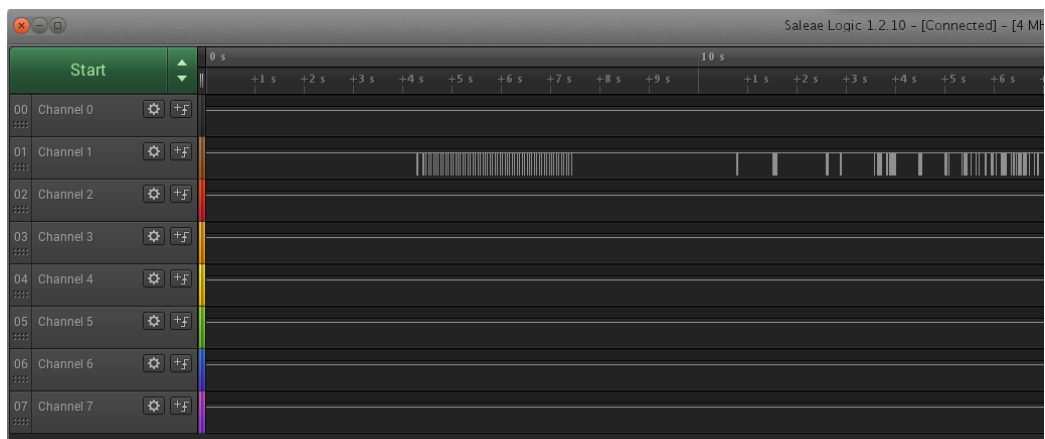 Saleae Logic 1.2.10 - [Connected] - [4 MH
Start
0 s 10 s
+1 s +2 s +3 s +4 s +5 s +6 s +7 s +8 s +9 s +1 s +2 s +3 s +4 s +5 s +6 s
00 Channel 0
01 Channel 1
02 Channel 2
03 Channel 3
04 Channel 4
05 Channel 5
06 Channel 6
07 Channel 7